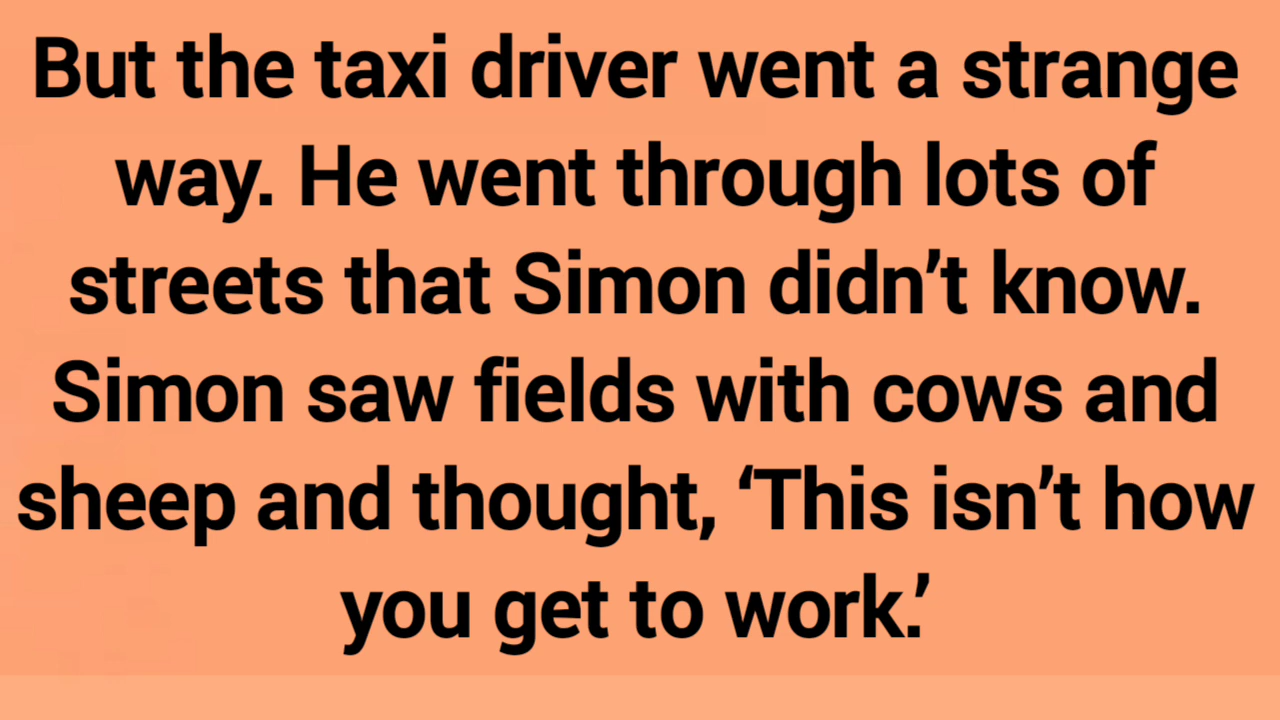 But the taxi driver went a strange
way. He went through lots of
streets that Simon didn’t know.
Simon saw fields with cows and
sheep and thought, ‘This isn’t how
you get to work.’